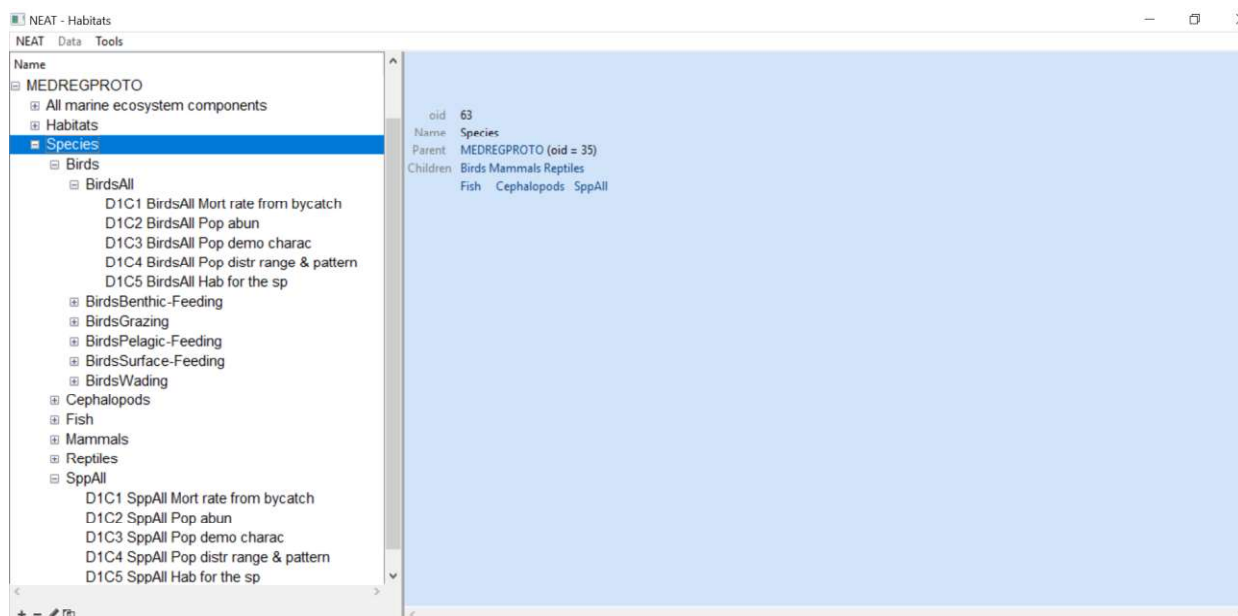 NEAT - Habitats
NEAT Data Tools
Name
MEDREGPROTO
All marine ecosystem components
Habitats
Species
Birds
BirdsAll
D1C1 BirdsAll Mort rate from bycatch
D1C2 BirdsAll Pop abun
D1C3 BirdsAll Pop demo charac
D1C4 BirdsAll Pop distr range & pattern
D1C5 BirdsAll Hab for the sp
BirdsBenthic-Feeding
BirdsGrazing
BirdsPelagic-Feeding
BirdsSurface-Feeding
BirdsWading
Cephalopods
Fish
Mammals
Reptiles
SppAll
D1C1 SppAll Mort rate from bycatch
D1C2 SppAll Pop abun
D1C3 SppAll Pop demo charac
D1C4 SppAll Pop distr range & pattern
D1C5 SppAll Hab for the sp
oid 63
Name Species
Parent MEDREGPROTO (oid = 35)
Children Birds Mammals Reptiles
Fish Cephalopods SppAll